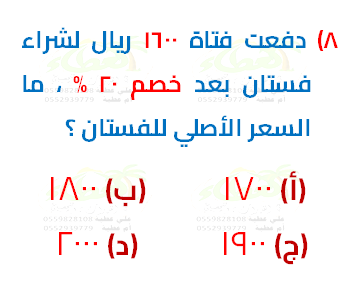 ٨) دفعت فتاة ١٦٠٠ ريال لشراء
فستان بعد خصم ٢٠ % ، ما
السعر الأصلي للفستان ؟
(أ) ١٧٠٠ (ب) ١٨٠٠
(ج) ١٩٠٠ (د) ٢٠٠٠